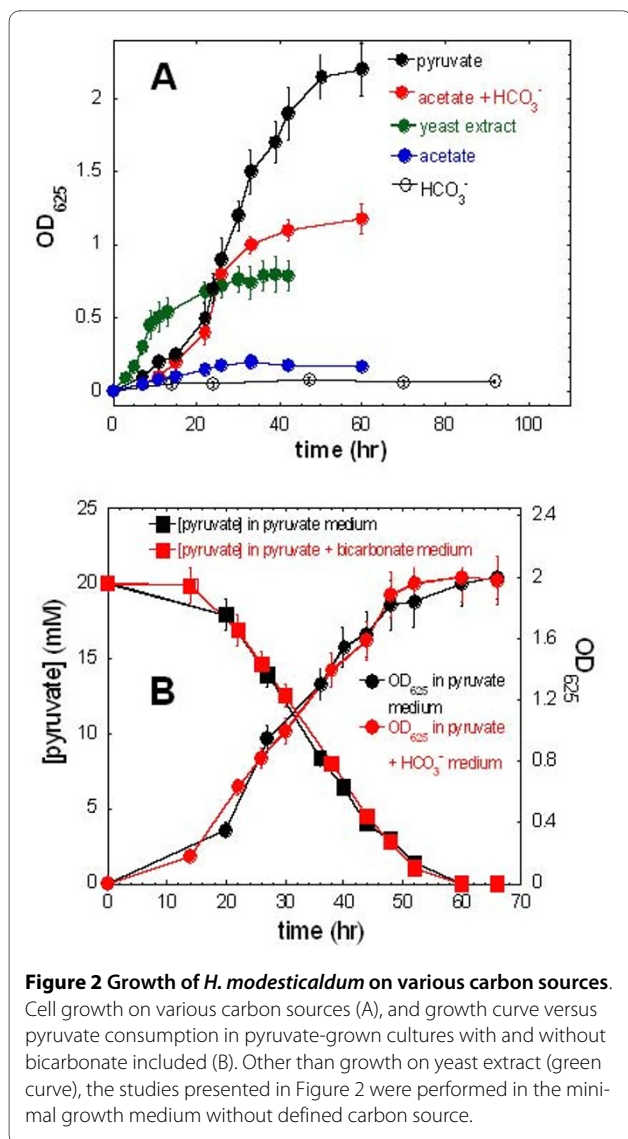 A
pyruvate
acetate + HCO₃⁻
yeast extract
acetate
HCO₃⁻
OD₆₂₅
2
1.5
1
0.5
0
0 20 40 60 80 100
time (hr)
[pyruvate] in pyruvate medium
[pyruvate] in pyruvate + bicarbonate medium
B
OD₆₂₅ in pyruvate
medium
OD₆₂₅ in pyruvate
+ HCO₃⁻ medium
[pyruvate] (mM)
25
20
15
10
5
0
OD₆₂₅
2.4
2
1.6
1.2
0.8
0.4
0
0 10 20 30 40 50 60 70
time (hr)
Figure 2 Growth of H. modesticaldum on various carbon sources.
Cell growth on various carbon sources (A), and growth curve versus
pyruvate consumption in pyruvate-grown cultures with and without
bicarbonate included (B). Other than growth on yeast extract (green
curve), the studies presented in Figure 2 were performed in the mini-
mal growth medium without defined carbon source.